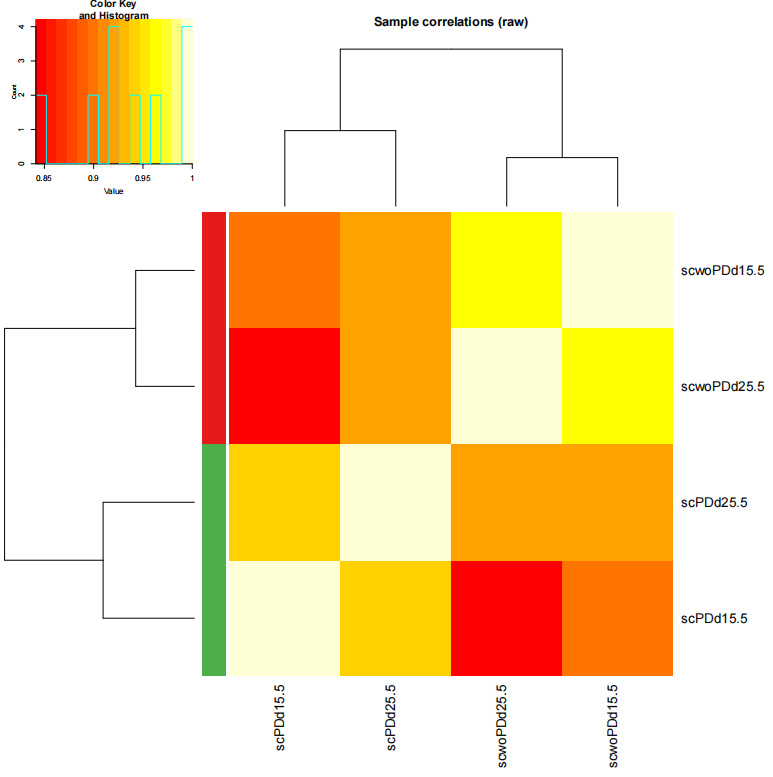 Color Key
and Histogram
Sample correlations (raw)
Count
0
1
2
3
4
0.85
0.9
0.95
1
Value
scwoPDd15.5
scwoPDd25.5
scPDd25.5
scPDd15.5
scPDd15.5
scPDd25.5
scwoPDd25.5
scwoPDd15.5